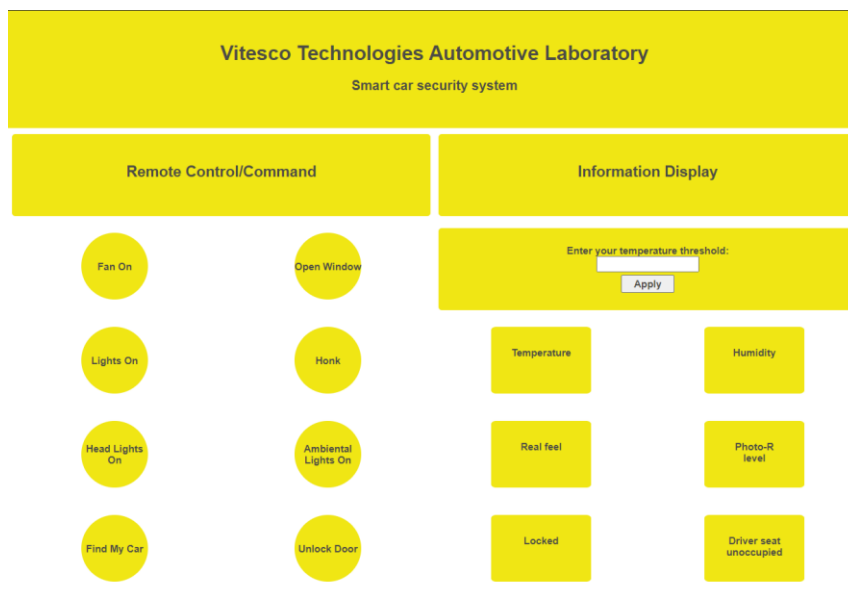 Vitesco Technologies Automotive Laboratory
Smart car security system
Remote Control/Command
Information Display
Fan On
Open Window
Enter your temperature threshold:
Apply
Lights On
Honk
Temperature
Humidity
Head Lights
On
Ambiental
Lights On
Real feel
Photo-R
level
Find My Car
Unlock Door
Locked
Driver seat
unoccupied